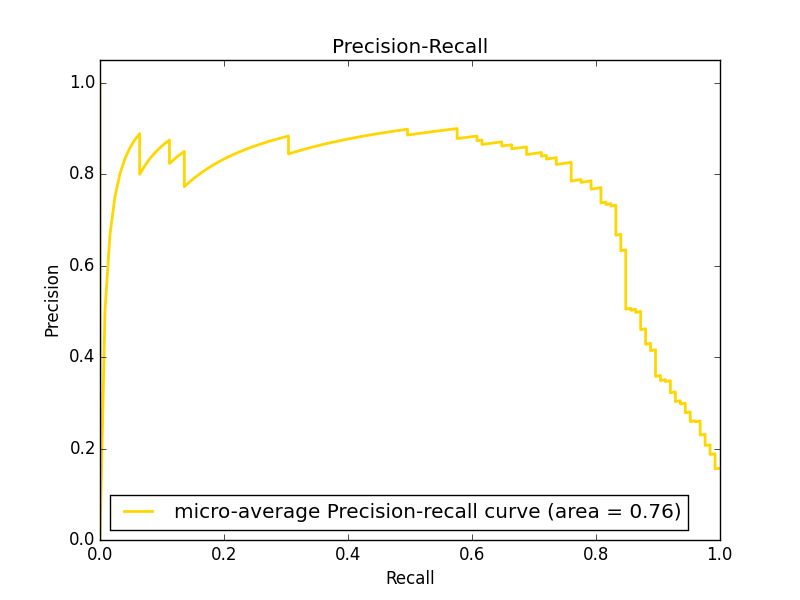 Precision-Recall
1.0
0.8
0.6
0.4
0.2
0.0
Precision
micro-average Precision-recall curve (area = 0.76)
0.0 0.2 0.4 0.6 0.8 1.0
Recall